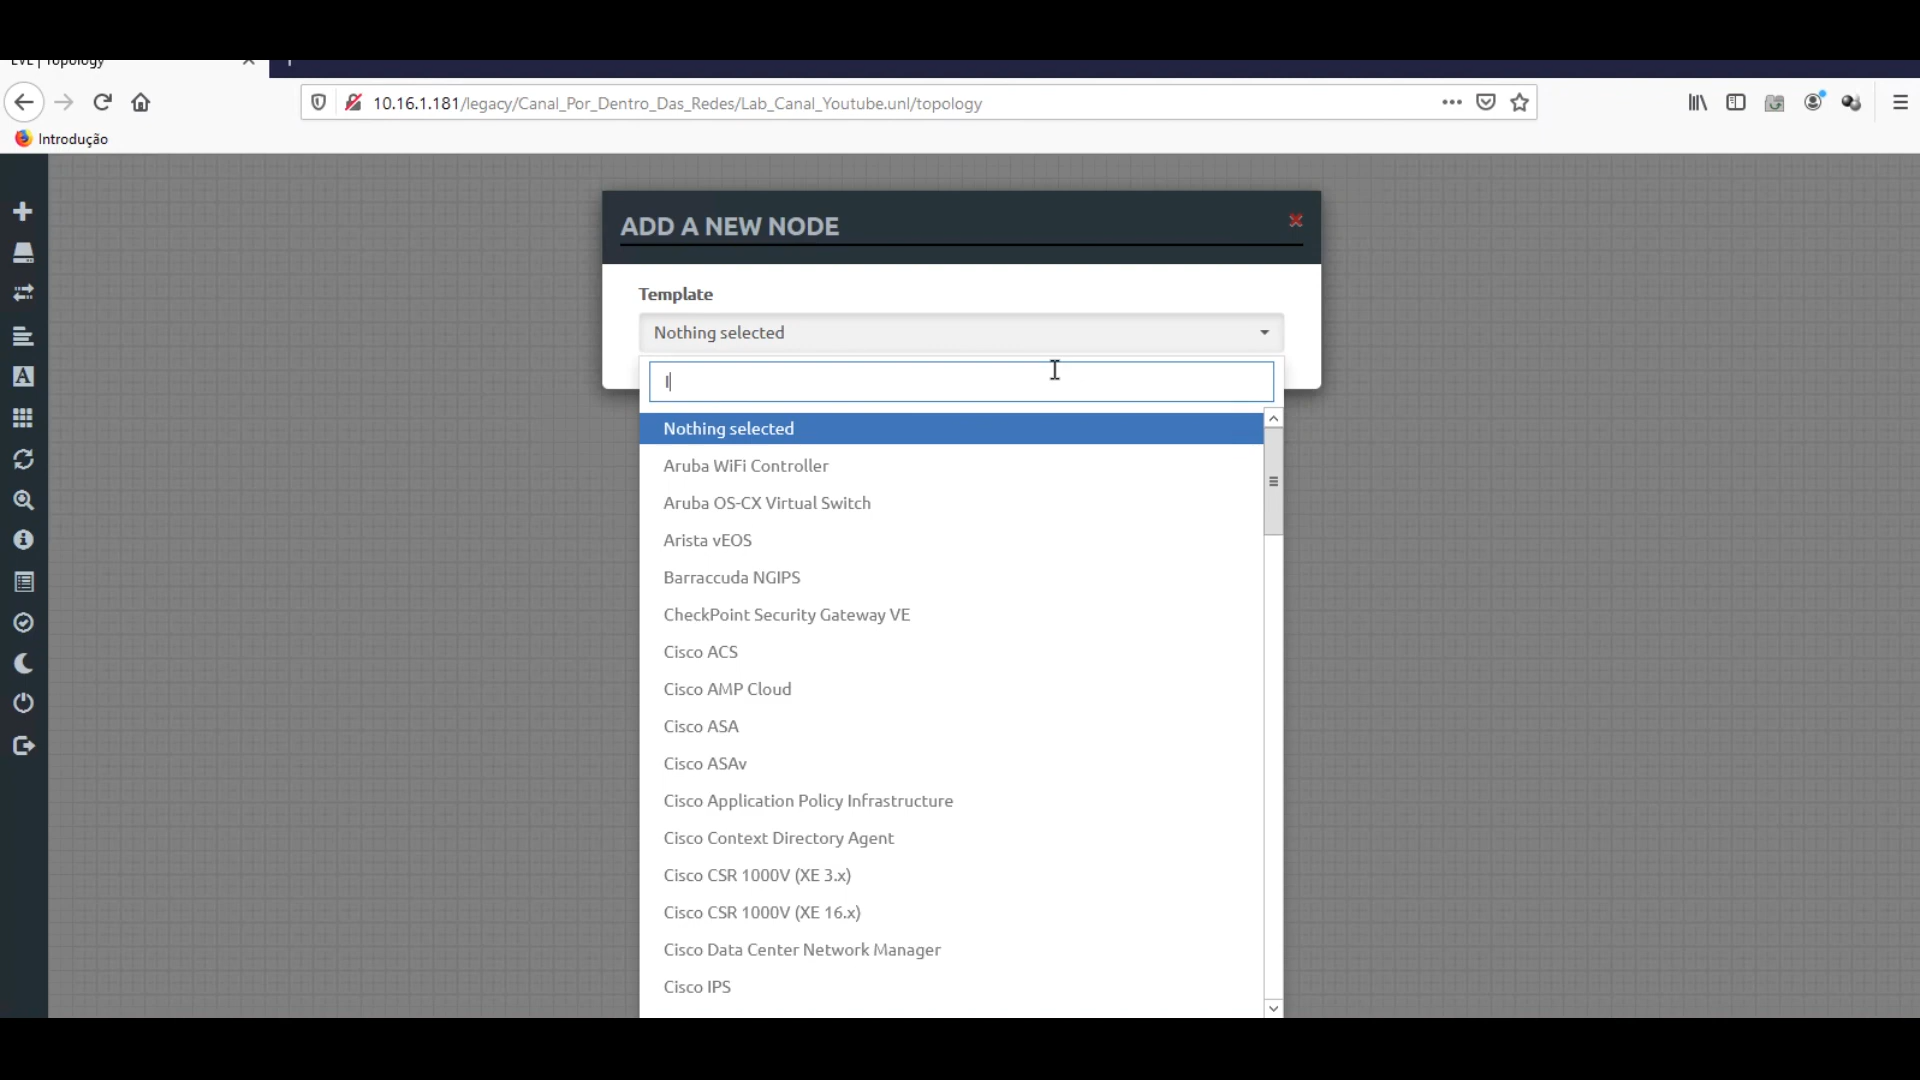 EVE | Topology
10.16.1.181/legacy/Canal_Por_Dentro_Das_Redes/Lab_Canal_Youtube.unl/topology
Introdução
ADD A NEW NODE
Template
Nothing selected
Nothing selected
Aruba WiFi Controller
Aruba OS-CX Virtual Switch
Arista vEOS
Barraccuda NGIPS
CheckPoint Security Gateway VE
Cisco ACS
Cisco AMP Cloud
Cisco ASA
Cisco ASAv
Cisco Application Policy Infrastructure
Cisco Context Directory Agent
Cisco CSR 1000V (XE 3.x)
Cisco CSR 1000V (XE 16.x)
Cisco Data Center Network Manager
Cisco IPS